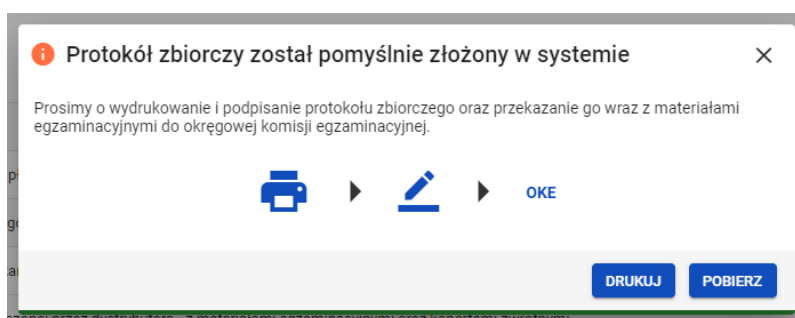 Protokół zbiorczy został pomyślnie złożony w systemie
Prosimy o wydrukowanie i podpisanie protokołu zbiorczego oraz przekazanie go wraz z materiałami
egzaminacyjnymi do okręgowej komisji egzaminacyjnej.
OKE
DRUKUJ POBIERZ